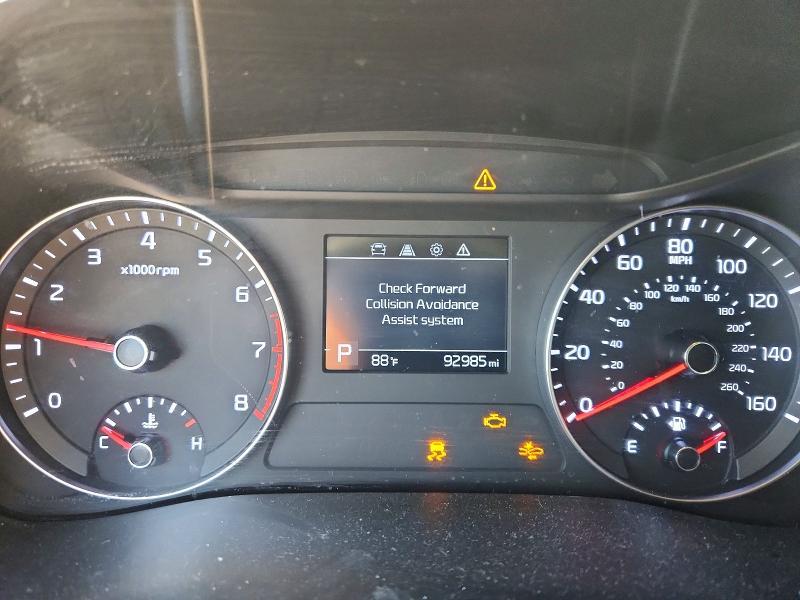 Check Forward
Collision Avoidance
Assist system
P 88°F 92985 mi
x1000rpm
0 1 2 3 4 5 6 7 8
C H
MPH
0 20 40 60 80 100 120 140 160
km/h
0 20 40 60 80 100 120 140 160 180 200 220 240 260
E F